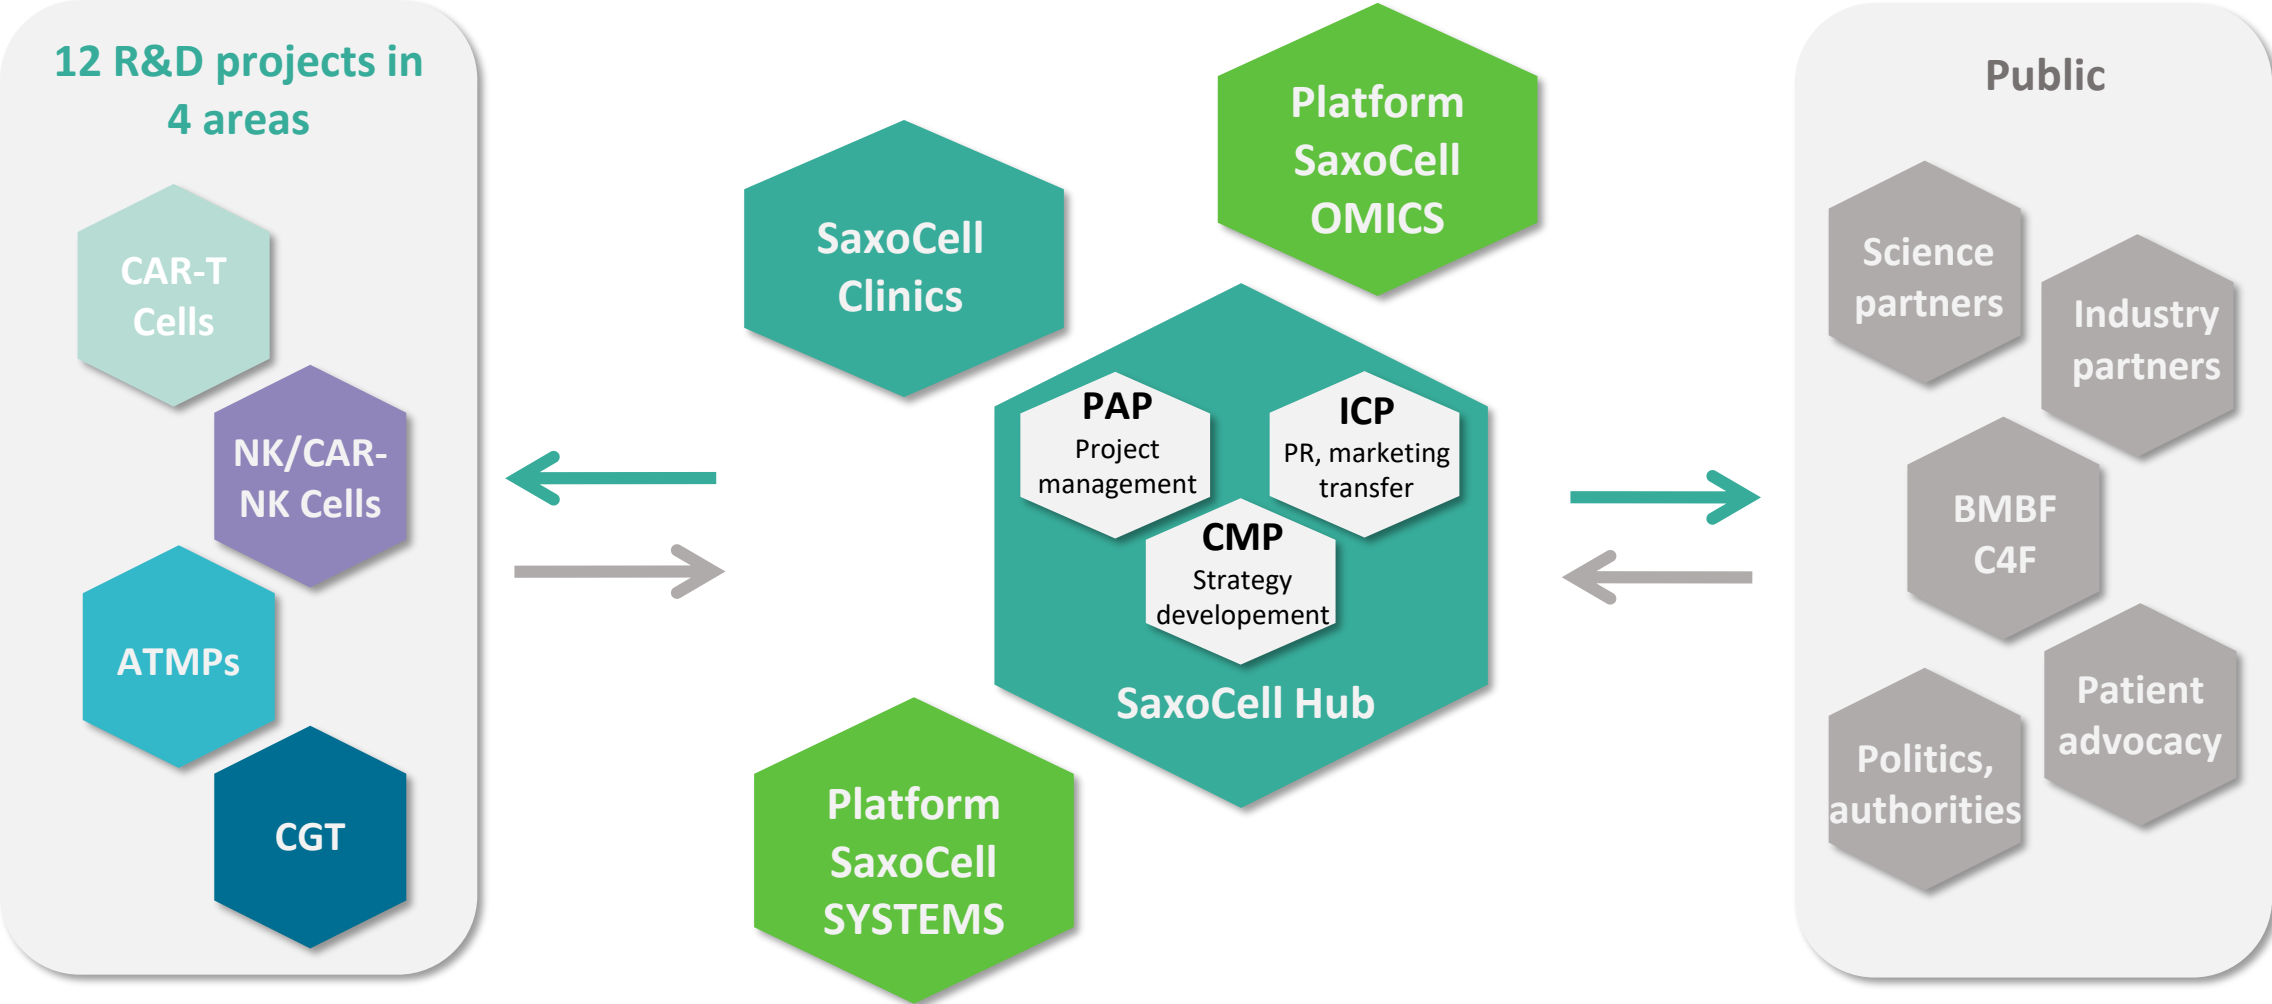 12 R&D projects in
4 areas
CAR-T
Cells
NK/CAR-
NK Cells
ATMPs
CGT
SaxoCell
Clinics
Platform
SaxoCell
OMICS
PAP
Project
management
ICP
PR, marketing
transfer
CMP
Strategy
developement
SaxoCell Hub
Platform
SaxoCell
SYSTEMS
Public
Science
partners
Industry
partners
BMBF
C4F
Patient
advocacy
Politics,
authorities